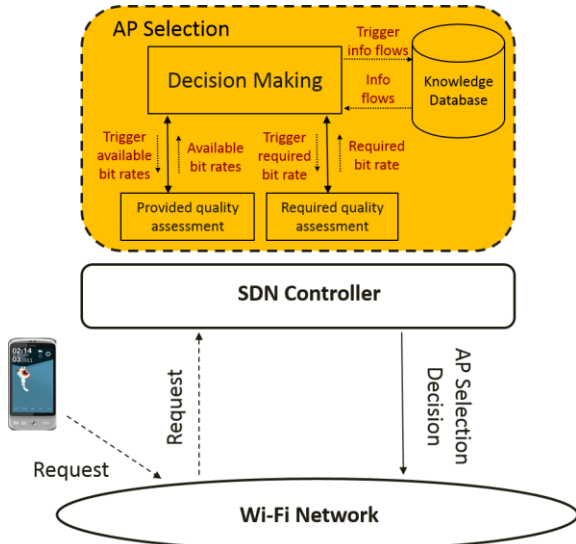 AP Selection
Trigger
info flows
Decision Making
Info
flows
Knowledge
Database
Trigger
available
bit rates
Available
bit rates
Trigger
required
bit rate
Required
bit rate
Provided quality
assessment
Required quality
assessment
SDN Controller
02:14
Request
AP Selection
Decision
Request
Wi-Fi Network